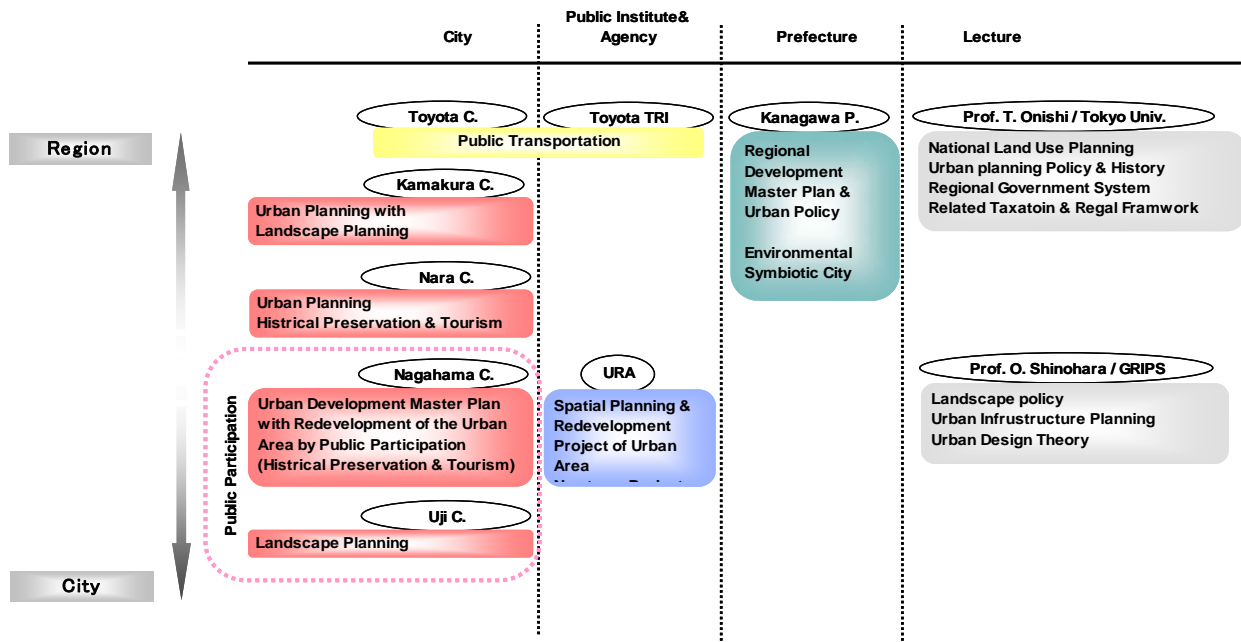 City
Public Institute&
Agency
Prefecture
Lecture
Region
City
Toyota C.
Toyota TRI
Public Transportation
Kamakura C.
Urban Planning with
Landscape Planning
Nara C.
Urban Planning
Histrical Preservation & Tourism
Public Participation
Nagahama C.
Urban Development Master Plan
with Redevelopment of the Urban
Area by Public Participation
(Histrical Preservation & Tourism)
Uji C.
Landscape Planning
URA
Spatial Planning &
Redevelopment
Project of Urban
Area
Kanagawa P.
Regional
Development
Master Plan &
Urban Policy
Environmental
Symbiotic City
Prof. T. Onishi / Tokyo Univ.
National Land Use Planning
Urban planning Policy & History
Regional Government System
Related Taxatoin & Regal Framwork
Prof. O. Shinohara / GRIPS
Landscape policy
Urban Infrustructure Planning
Urban Design Theory